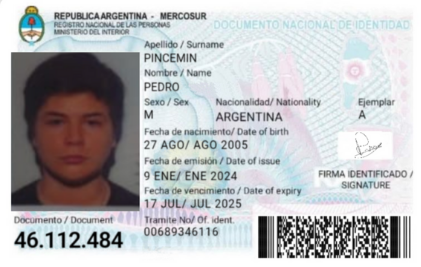 REPUBLICA ARGENTINA - MERCOSUR
REGISTRO NACIONAL DE LAS PERSONAS
MINISTERIO DEL INTERIOR
DOCUMENTO NACIONAL DE IDENTIDAD
Apellido / Surname
PINCEMIN
Nombre / Name
PEDRO
Sexo / Sex Nacionalidad/ Nationality Ejemplar
M ARGENTINA A
Fecha de nacimiento/ Date of birth
27 AGO/ AGO 2005
Fecha de emisión / Date of issue
9 ENE/ ENE 2024
FIRMA IDENTIFICADO /
SIGNATURE
Fecha de vencimiento / Date of expiry
17 JUL/ JUL 2025
Documento / Document
46.112.484
Tramite No/ Of. ident.
00689346116